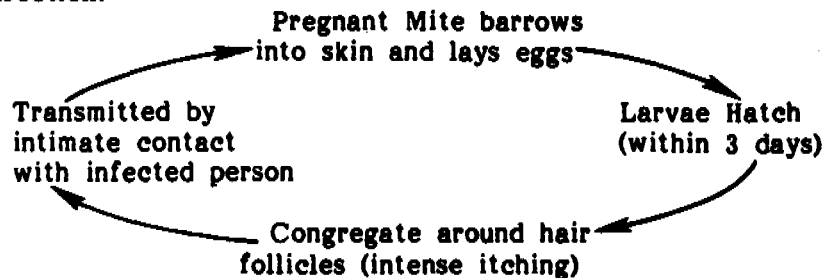 Pregnant Mite barrows
into skin and lays eggs
Larvae Hatch
(within 3 days)
Congregate around hair
follicles (intense itching)
Transmitted by
intimate contact
with infected person